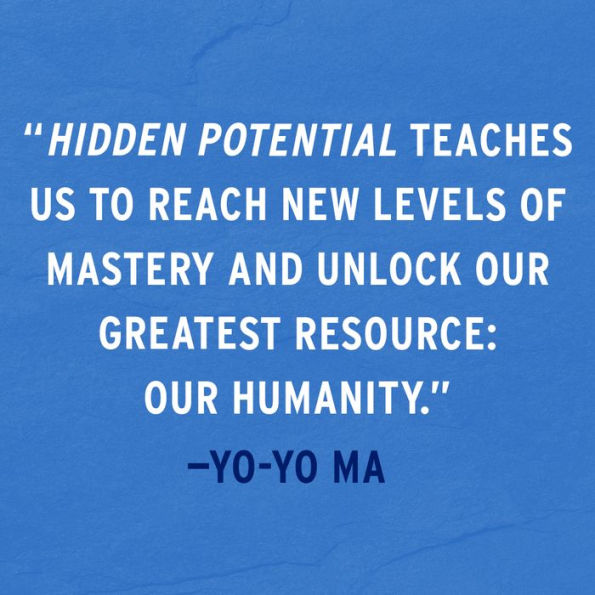 “HIDDEN POTENTIAL TEACHES
US TO REACH NEW LEVELS OF
MASTERY AND UNLOCK OUR
GREATEST RESOURCE:
OUR HUMANITY.”
–YO-YO MA